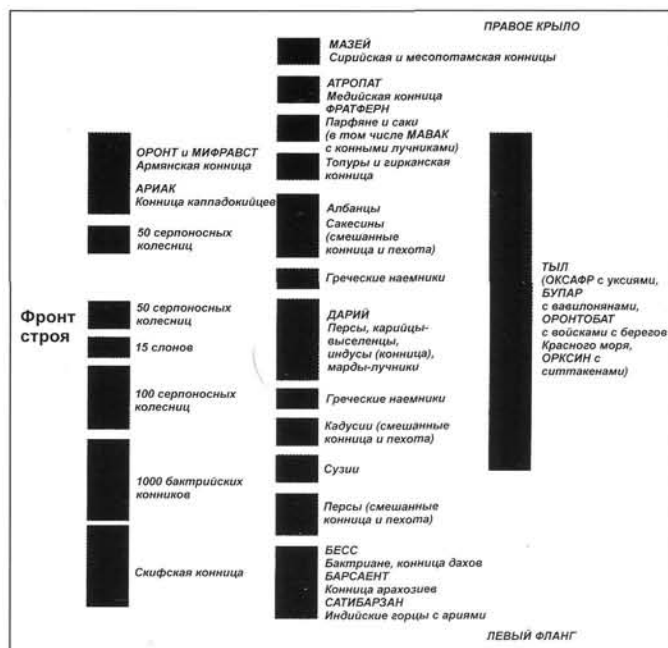 ПРАВОЕ КРЫЛО
МАЗЕЙ
Сирийская и месопотамская конницы
АТРОПАТ
Медийская конница
ФРАТФЕРН
Парфяне и саки
(в том числе МАВАК
с конными лучниками)
Топуры и гирканская
конница
Албанцы
Сакесины
(смешанные
конница и пехота)
Греческие наемники
ДАРИЙ
Персы, карийцы-
выселенцы,
индусы (конница),
марды-лучники
Греческие наемники
Кадусии (смешанные
конница и пехота)
Сузии
Персы (смешанные
конница и пехота)
БЕСС
Бактриане, конница дахов
БАРСАЕНТ
Конница арахозиев
САТИБАРЗАН
Индийские горцы с ариями
ЛЕВЫЙ ФЛАНГ
Фронт
строя
ОРОНТ и МИФРАВСТ
Армянская конница
АРИАК
Конница каппадокийцев
50 серпоносных
колесниц
50 серпоносных
колесниц
15 слонов
100 серпоносных
колесниц
1000 бактрийских
конников
Скифская конница
ТЫЛ
(ОКСАФР с уксиями,
БУПАР
с вавилонянами,
ОРОНТОБАТ
с войсками с берегов
Красного моря,
ОРКСИН с
ситтакенами)